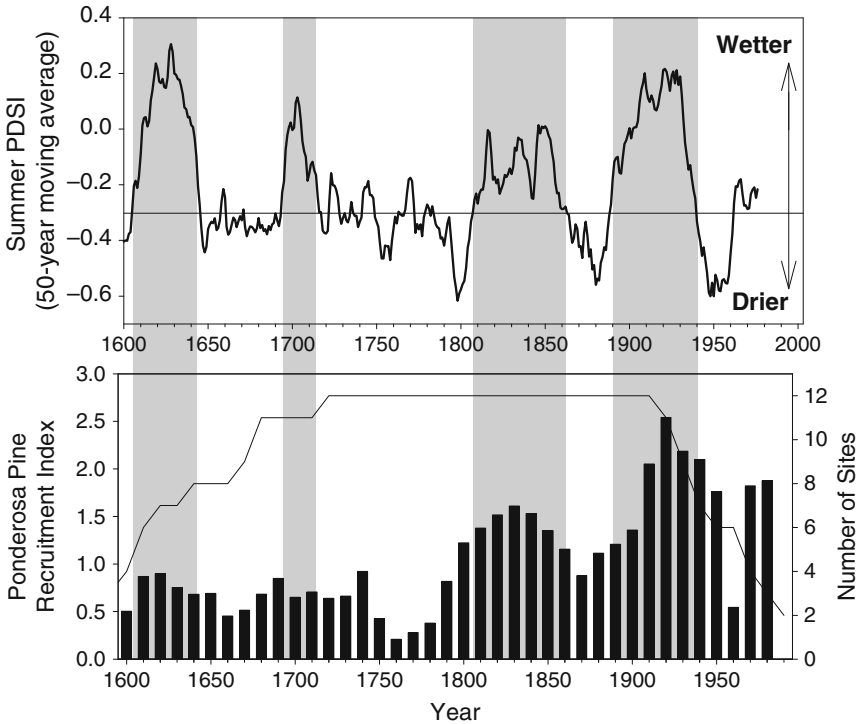 Summer PDSI
(50-year moving average)
0.4
0.2
0.0
−0.2
−0.4
−0.6
Wetter
Drier
1600 1650 1700 1750 1800 1850 1900 1950 2000
Ponderosa Pine
Recruitment Index
3.0
2.5
2.0
1.5
1.0
0.5
0.0
12
10
8
6
4
2
0
Number of Sites
1600 1650 1700 1750 1800 1850 1900 1950
Year